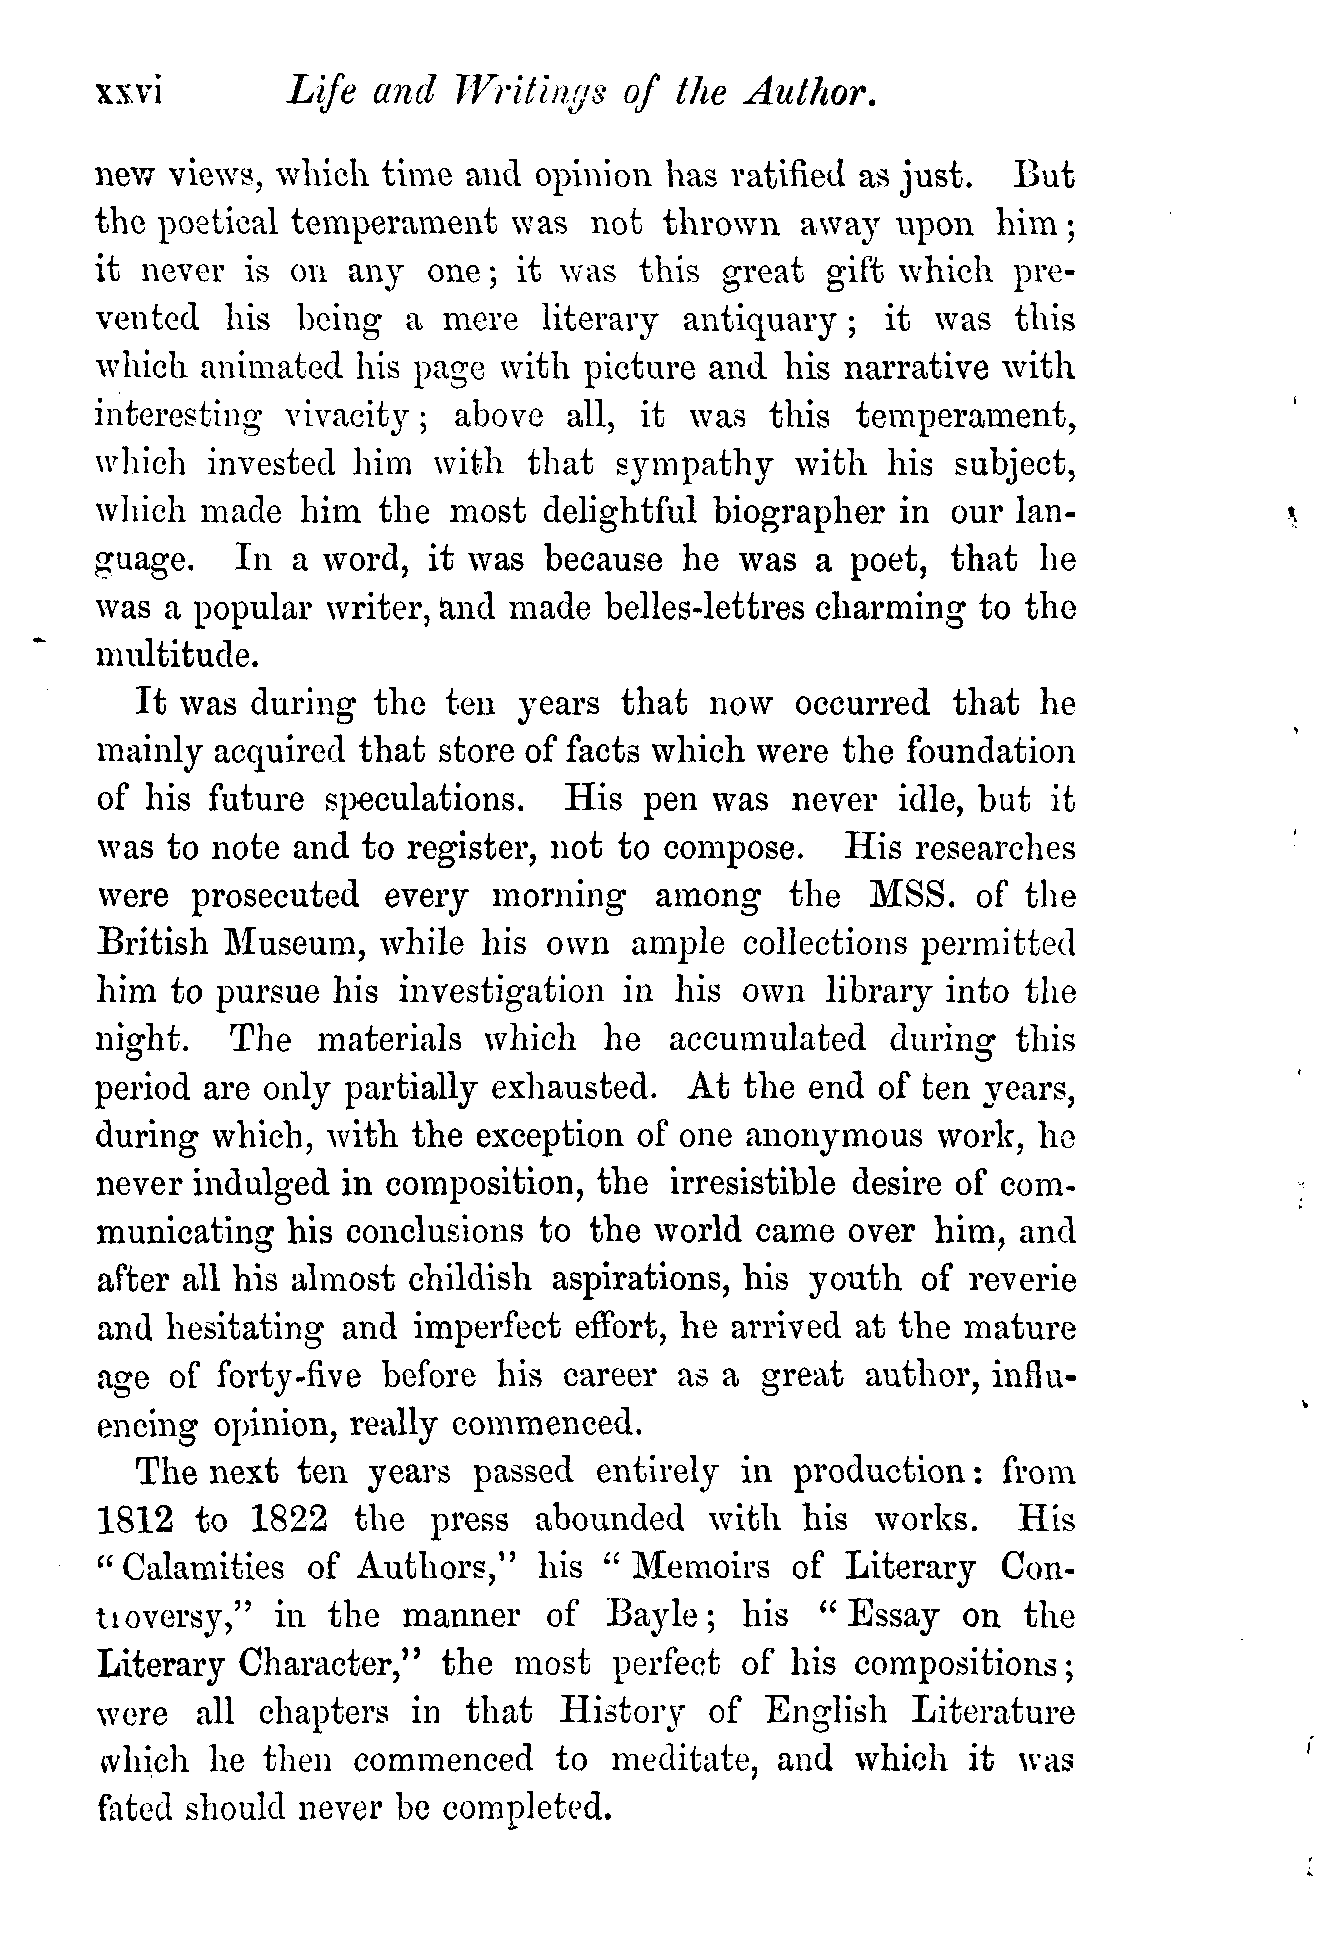 xxvi Life and Writings of the Author.
new views, which time and opinion has ratified as just. But
the poetical temperament was not thrown away upon him;
it never is on any one; it was this great gift which pre-
vented his being a mere literary antiquary; it was this
which animated his page with picture and his narrative with
interesting vivacity; above all, it was this temperament,
which invested him with that sympathy with his subject,
which made him the most delightful biographer in our lan-
guage. In a word, it was because he was a poet, that he
was a popular writer, and made belles-lettres charming to the
multitude.
It was during the ten years that now occurred that he
mainly acquired that store of facts which were the foundation
of his future speculations. His pen was never idle, but it
was to note and to register, not to compose. His researches
were prosecuted every morning among the MSS. of the
British Museum, while his own ample collections permitted
him to pursue his investigation in his own library into the
night. The materials which he accumulated during this
period are only partially exhausted. At the end of ten years,
during which, with the exception of one anonymous work, he
never indulged in composition, the irresistible desire of com-
municating his conclusions to the world came over him, and
after all his almost childish aspirations, his youth of reverie
and hesitating and imperfect effort, he arrived at the mature
age of forty-five before his career as a great author, influ-
encing opinion, really commenced.
The next ten years passed entirely in production: from
1812 to 1822 the press abounded with his works. His
"Calamities of Authors," his "Memoirs of Literary Con-
troversy," in the manner of Bayle; his "Essay on the
Literary Character," the most perfect of his compositions;
were all chapters in that History of English Literature
which he then commenced to meditate, and which it was
fated should never be completed.